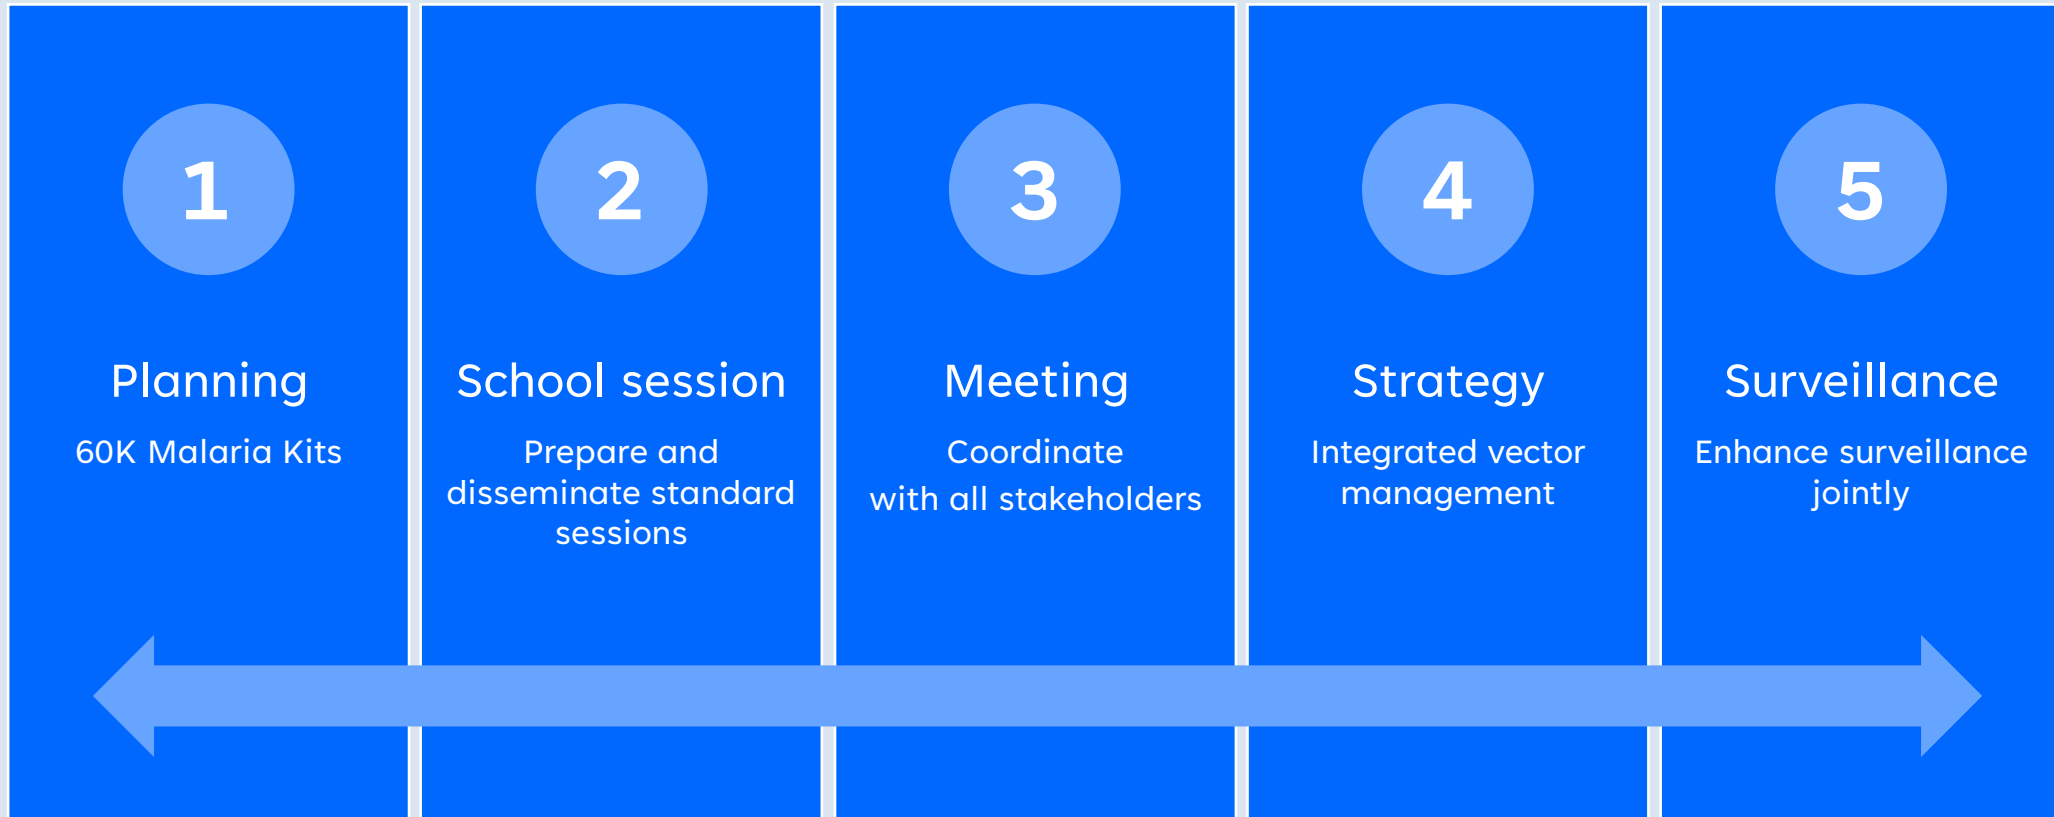 1
Planning
60K Malaria Kits
2
School session
Prepare and
disseminate standard
sessions
3
Meeting
Coordinate
with all stakeholders
4
Strategy
Integrated vector
management
5
Surveillance
Enhance surveillance
jointly